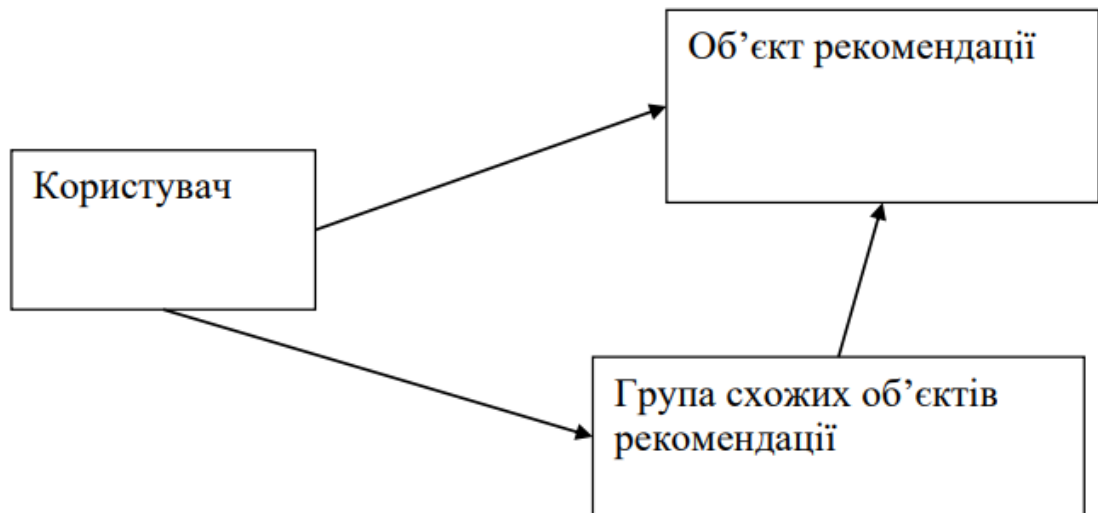 Об’єкт рекомендації
Користувач
Група схожих об’єктів
рекомендації